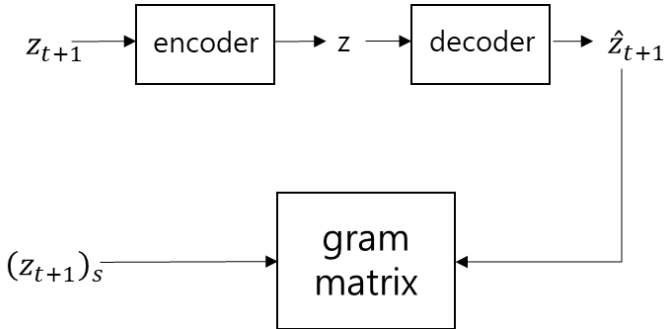 z_{t+1} encoder z decoder ẑ_{t+1}
(z_{t+1})_s
gram
matrix